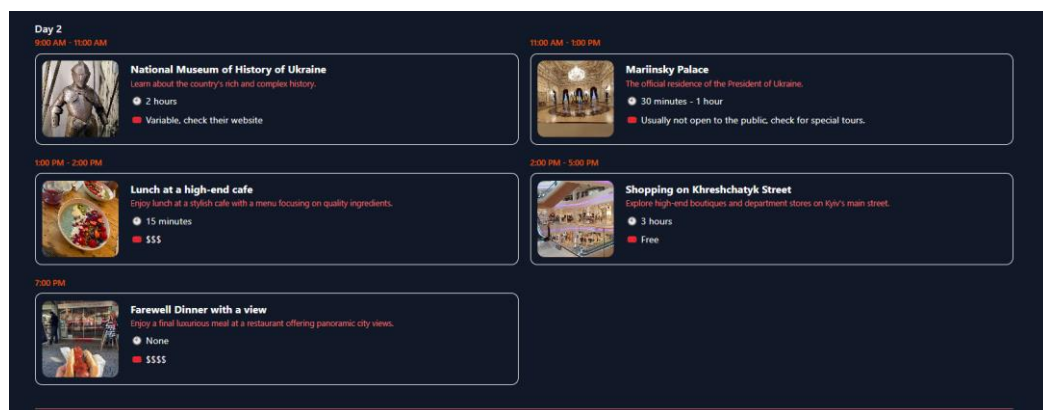 Day 2
9:00 AM - 11:00 AM
National Museum of History of Ukraine
Learn about the country's rich and complex history.
2 hours
Variable, check their website
11:00 AM - 1:00 PM
Mariinsky Palace
The official residence of the President of Ukraine.
30 minutes - 1 hour
Usually not open to the public, check for special tours.
1:00 PM - 2:00 PM
Lunch at a high-end cafe
Enjoy lunch at a stylish cafe with a menu focusing on quality ingredients.
15 minutes
$$$
2:00 PM - 5:00 PM
Shopping on Khreshchatyk Street
Explore high-end boutiques and department stores on Kyiv's main street.
3 hours
Free
7:00 PM
Farewell Dinner with a view
Enjoy a final luxurious meal at a restaurant offering panoramic city views.
None
$$$$